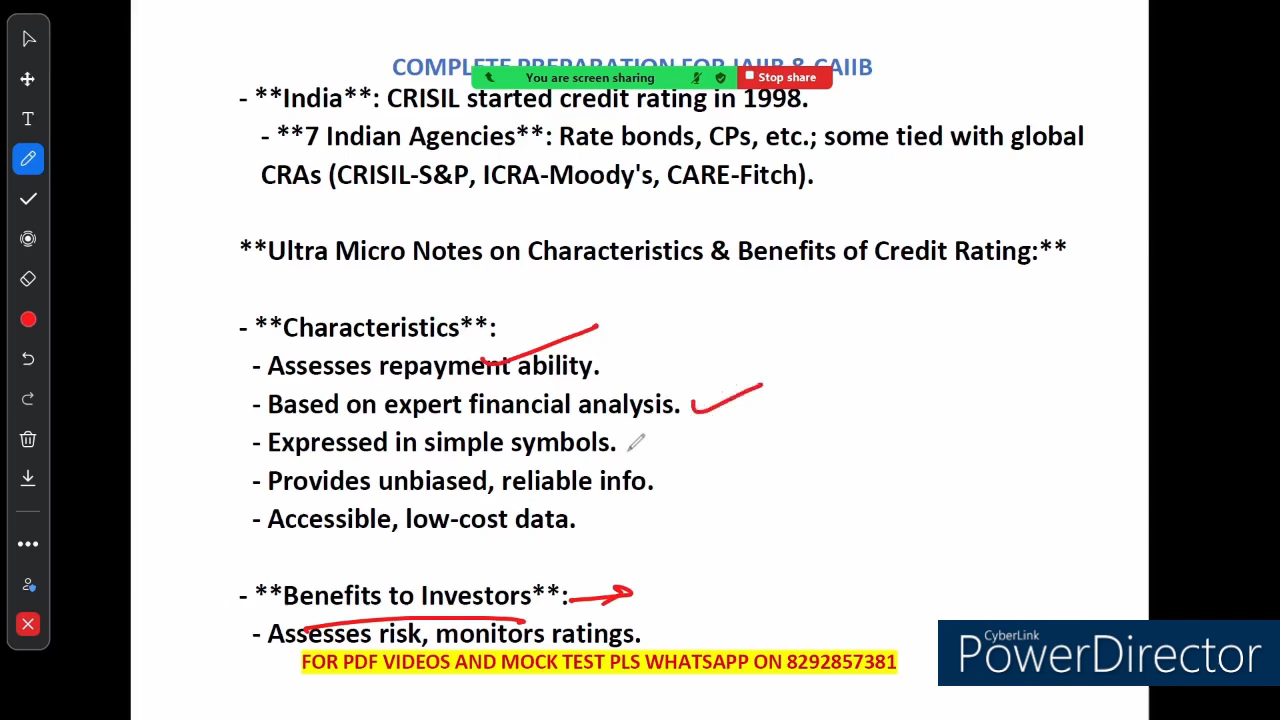 COMPLETE PREPARATION FOR JAIIB & CAIIB
You are screen sharing
Stop share
- **India**: CRISIL started credit rating in 1998.
- **7 Indian Agencies**: Rate bonds, CPs, etc.; some tied with global
CRAs (CRISIL-S&P, ICRA-Moody's, CARE-Fitch).
**Ultra Micro Notes on Characteristics & Benefits of Credit Rating:**
- **Characteristics**:
- Assesses repayment ability.
- Based on expert financial analysis.
- Expressed in simple symbols.
- Provides unbiased, reliable info.
- Accessible, low-cost data.
- **Benefits to Investors**:
- Assesses risk, monitors ratings.
FOR PDF VIDEOS AND MOCK TEST PLS WHATSAPP ON 8292857381
CyberLink
PowerDirector